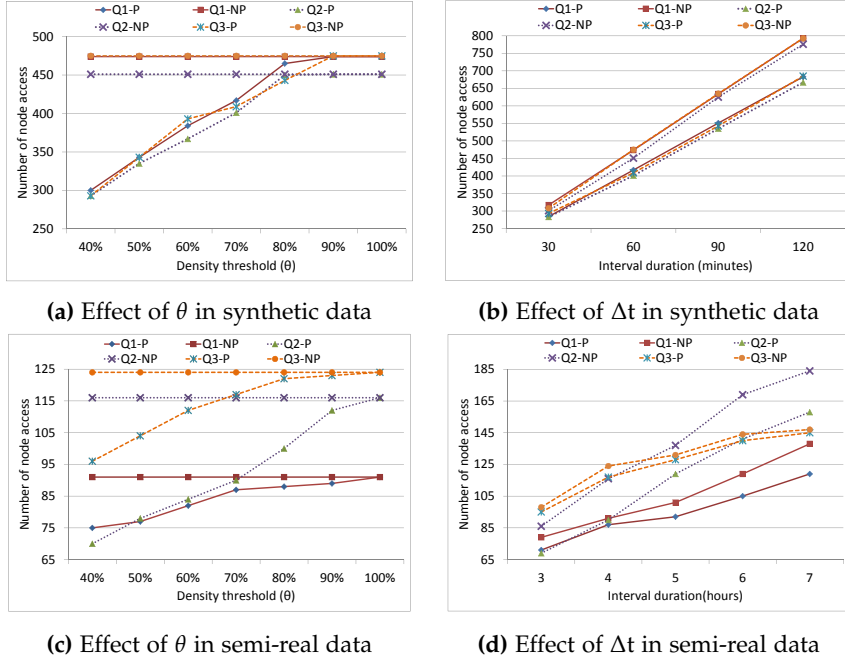 Q1-P Q1-NP Q2-P
Q2-NP Q3-P Q3-NP
500
450
400
350
300
250
Number of node access
40% 50% 60% 70% 80% 90% 100%
Density threshold (θ)
(a) Effect of θ in synthetic data
Q1-P Q1-NP Q2-P
Q2-NP Q3-P Q3-NP
800
750
700
650
600
550
500
450
400
350
300
250
Number of node access
30 60 90 120
Interval duration (minutes)
(b) Effect of Δt in synthetic data
Q1-P Q1-NP Q2-P
Q2-NP Q3-P Q3-NP
125
115
105
95
85
75
65
Number of node access
40% 50% 60% 70% 80% 90% 100%
Density threshold (θ)
(c) Effect of θ in semi-real data
Q1-P Q1-NP Q2-P
Q2-NP Q3-P Q3-NP
185
165
145
125
105
85
65
Number of node access
3 4 5 6 7
Interval duration(hours)
(d) Effect of Δt in semi-real data